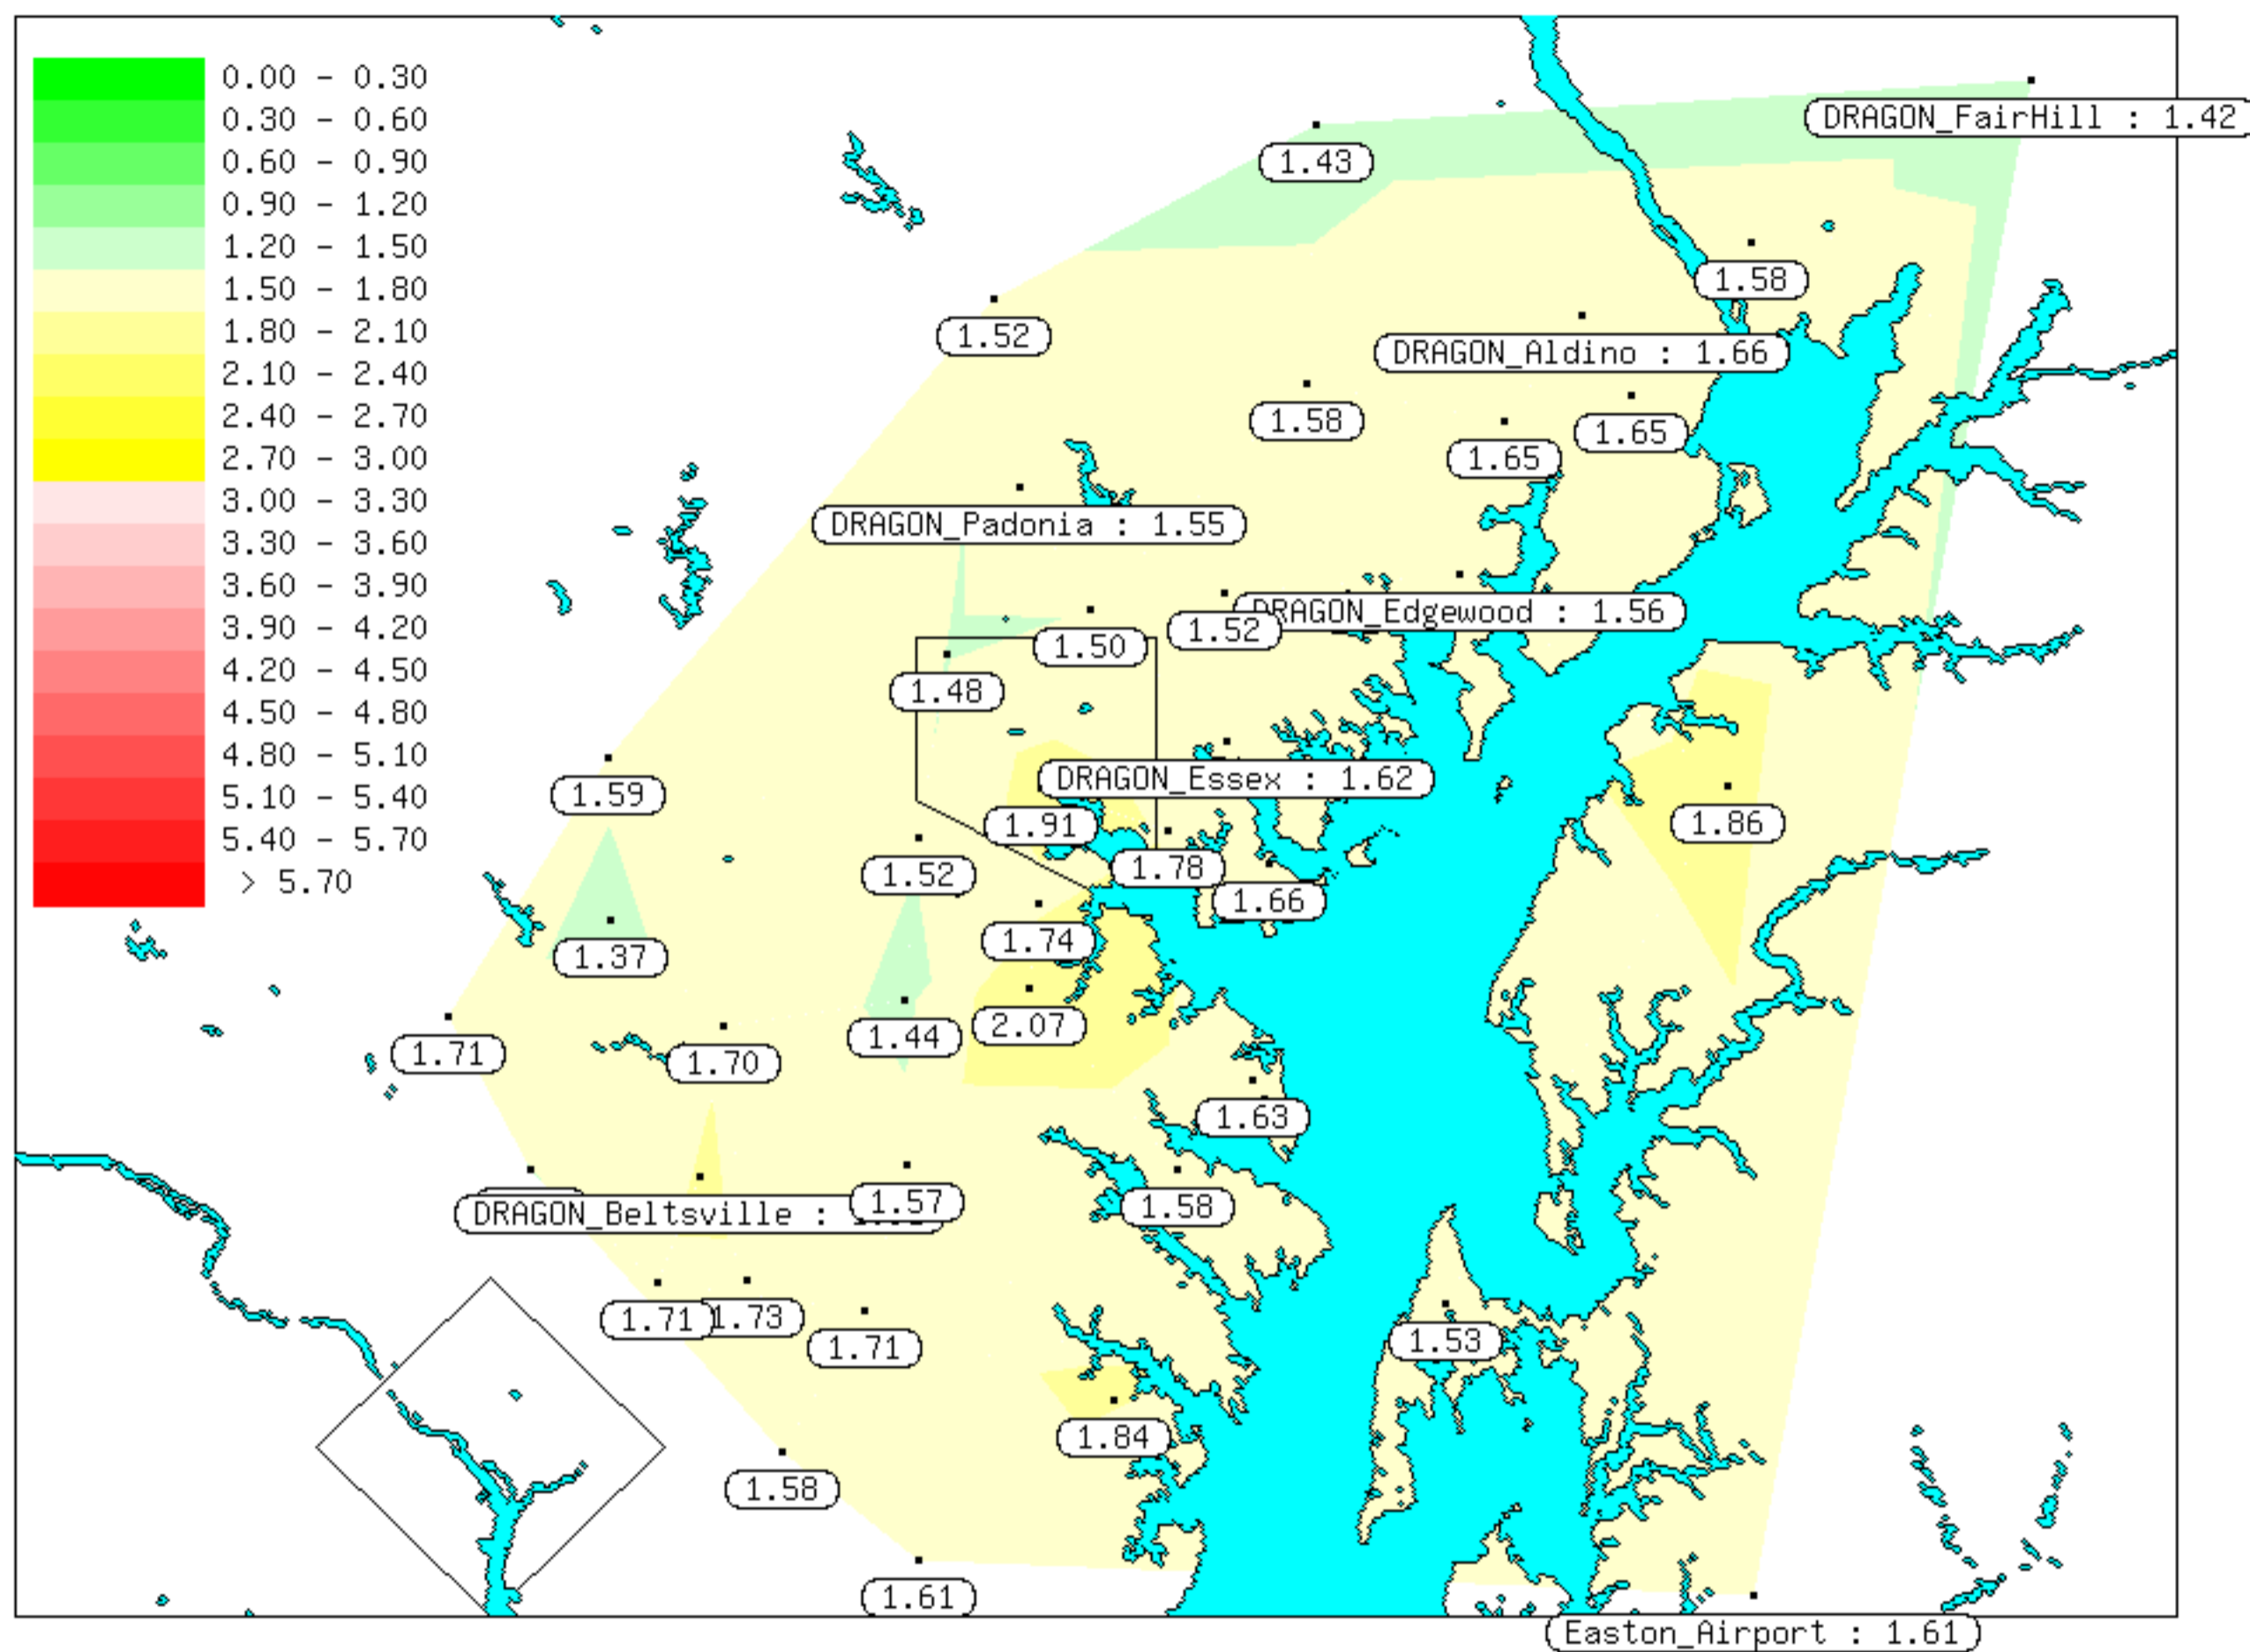 0.00 - 0.30
0.30 - 0.60
0.60 - 0.90
0.90 - 1.20
1.20 - 1.50
1.50 - 1.80
1.80 - 2.10
2.10 - 2.40
2.40 - 2.70
2.70 - 3.00
3.00 - 3.30
3.30 - 3.60
3.60 - 3.90
3.90 - 4.20
4.20 - 4.50
4.50 - 4.80
4.80 - 5.10
5.10 - 5.40
5.40 - 5.70
> 5.70
DRAGON_FairHill : 1.42
1.43
1.58
1.52
DRAGON_Aldino : 1.66
1.58
1.65
1.65
DRAGON_Padonia : 1.55
DRAGON_Edgewood : 1.56
1.52
1.50
1.48
DRAGON_Essex : 1.62
1.59
1.91
1.86
1.78
1.52
1.66
1.74
1.37
2.07
1.44
1.71
1.70
1.63
1.57
1.58
DRAGON_Beltsville :
1.71
1.73
1.71
1.53
1.84
1.58
1.61
Easton_Airport : 1.61